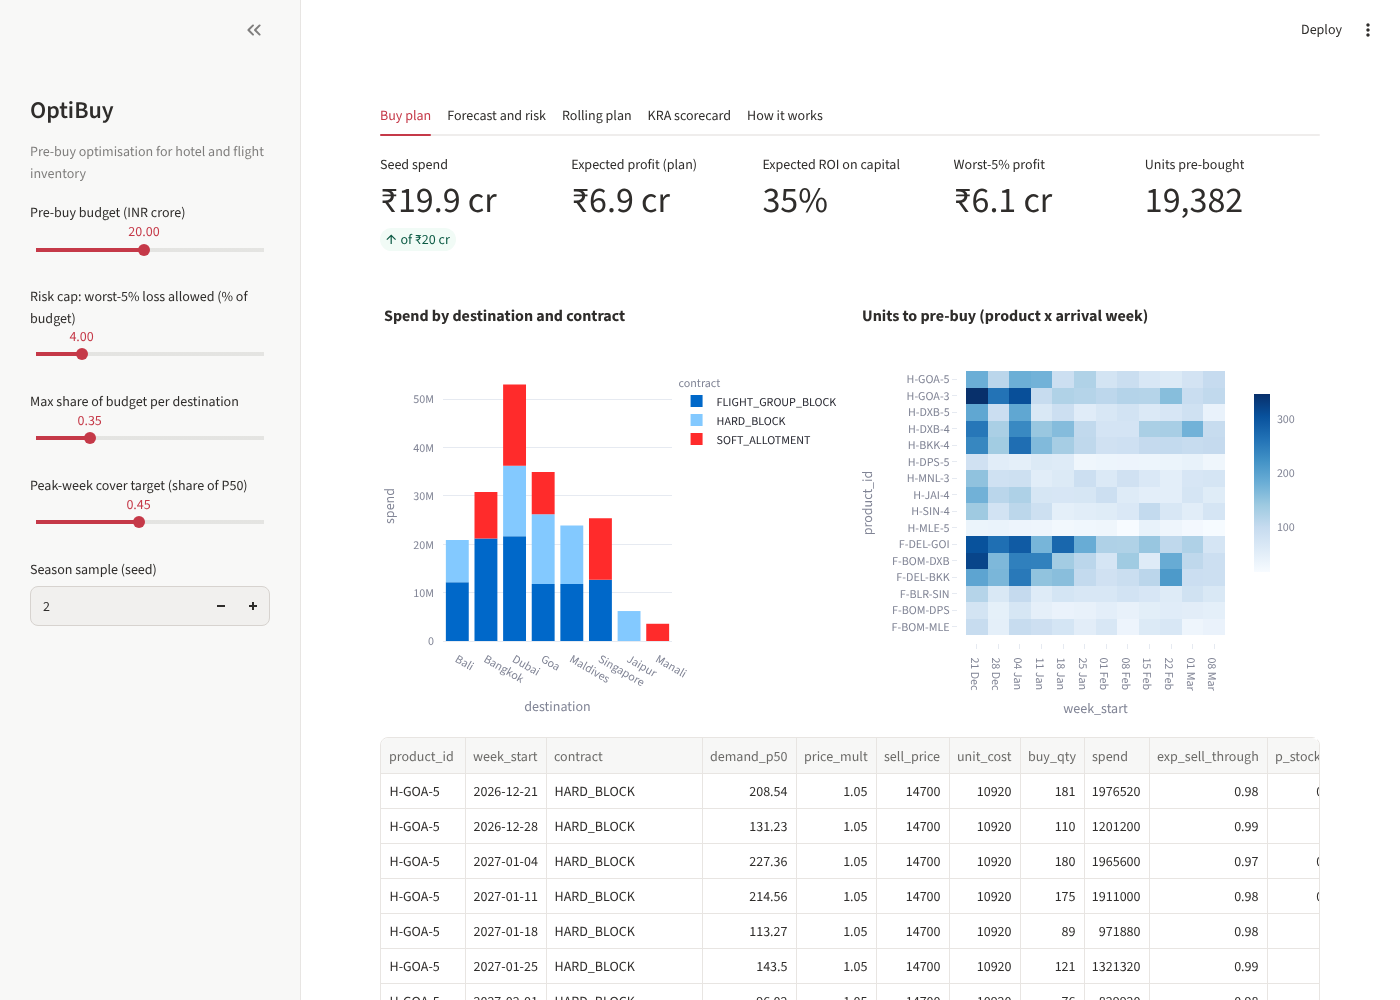 Deploy
OptiBuy
Pre-buy optimisation for hotel and flight
inventory
Pre-buy budget (INR crore)
20.00
Risk cap: worst-5% loss allowed (% of
budget)
4.00
Max share of budget per destination
0.35
Peak-week cover target (share of P50)
0.45
Season sample (seed)
2
Buy plan Forecast and risk Rolling plan KRA scorecard How it works
Seed spend Expected profit (plan) Expected ROI on capital Worst-5% profit Units pre-bought
₹19.9 cr ₹6.9 cr 35% ₹6.1 cr 19,382
↑ of ₹20 cr
Spend by destination and contract
contract
FLIGHT_GROUP_BLOCK
HARD_BLOCK
SOFT_ALLOTMENT
50M
40M
30M
20M
10M
0
spend
Bali Bangkok Dubai Goa Maldives Singapore Jaipur Manali
destination
Units to pre-buy (product x arrival week)
H-GOA-5
H-GOA-3
H-DXB-5
H-DXB-4
H-BKK-4
H-DPS-5
H-MNL-3
H-JAI-4
H-SIN-4
H-MLE-5
F-DEL-GOI
F-BOM-DXB
F-DEL-BKK
F-BLR-SIN
F-BOM-DPS
F-BOM-MLE
product_id
300
200
100
21 Dec 28 Dec 04 Jan 11 Jan 18 Jan 25 Jan 01 Feb 08 Feb 15 Feb 22 Feb 01 Mar 08 Mar
week_start
product_id week_start contract demand_p50 price_mult sell_price unit_cost buy_qty spend exp_sell_through p_stock
H-GOA-5 2026-12-21 HARD_BLOCK 208.54 1.05 14700 10920 181 1976520 0.98
H-GOA-5 2026-12-28 HARD_BLOCK 131.23 1.05 14700 10920 110 1201200 0.99
H-GOA-5 2027-01-04 HARD_BLOCK 227.36 1.05 14700 10920 180 1965600 0.97
H-GOA-5 2027-01-11 HARD_BLOCK 214.56 1.05 14700 10920 175 1911000 0.98
H-GOA-5 2027-01-18 HARD_BLOCK 113.27 1.05 14700 10920 89 971880 0.98
H-GOA-5 2027-01-25 HARD_BLOCK 143.5 1.05 14700 10920 121 1321320 0.99